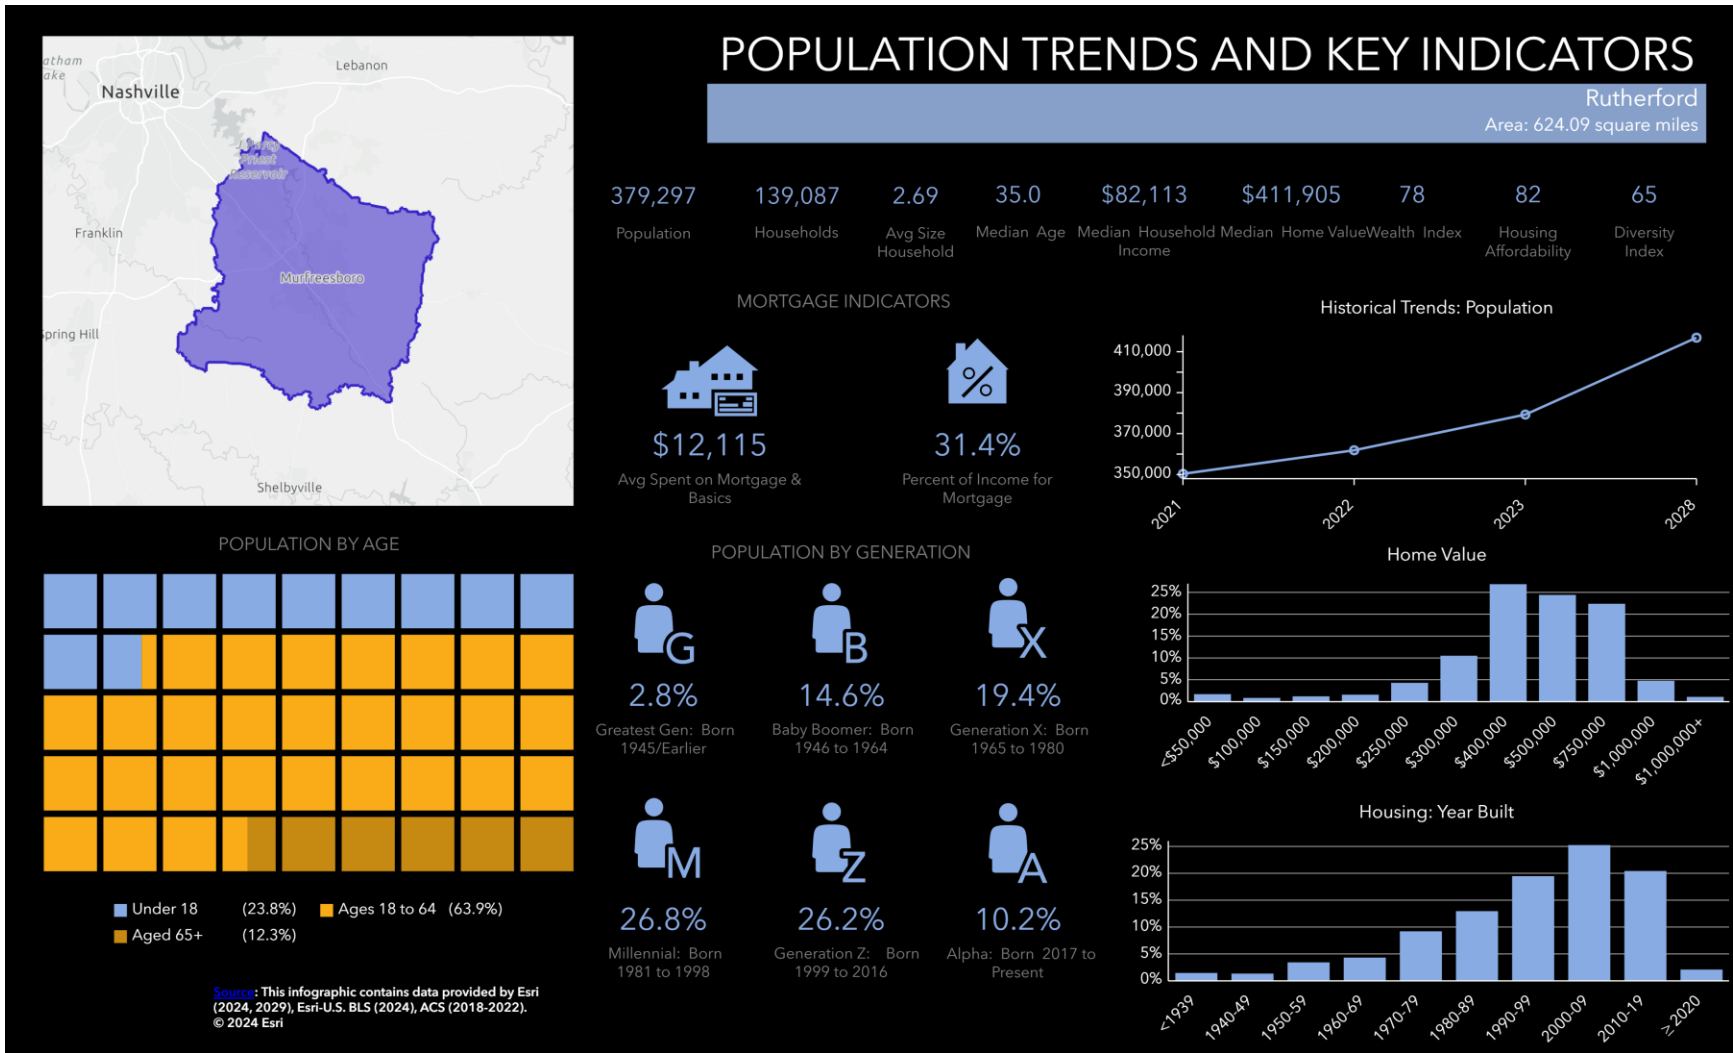 POPULATION TRENDS AND KEY INDICATORS
Rutherford
Area: 624.09 square miles
atham
ake
Nashville
Lebanon
J Percy
Priest
Reservoir
Franklin
Murfreesboro
Spring Hill
Shelbyville
379,297
Population
139,087
Households
2.69
Avg Size
Household
35.0
Median Age
$82,113
Median Household
Income
$411,905
Median Home Value
78
Wealth Index
82
Housing
Affordability
65
Diversity
Index
MORTGAGE INDICATORS
$12,115
Avg Spent on Mortgage &
Basics
31.4%
Percent of Income for
Mortgage
Historical Trends: Population
410,000
390,000
370,000
350,000
2021
2022
2023
2028
POPULATION BY AGE
Under 18 (23.8%)
Ages 18 to 64 (63.9%)
Aged 65+ (12.3%)
POPULATION BY GENERATION
G
2.8%
Greatest Gen: Born
1945/Earlier
B
14.6%
Baby Boomer: Born
1946 to 1964
X
19.4%
Generation X: Born
1965 to 1980
M
26.8%
Millennial: Born
1981 to 1998
Z
26.2%
Generation Z: Born
1999 to 2016
A
10.2%
Alpha: Born 2017 to
Present
Home Value
25%
20%
15%
10%
5%
0%
<$50,000
$100,000
$150,000
$200,000
$250,000
$300,000
$400,000
$500,000
$750,000
$1,000,000
$1,000,000+
Housing: Year Built
25%
20%
15%
10%
5%
0%
<1939
1940-49
1950-59
1960-69
1970-79
1980-89
1990-99
2000-09
2010-19
≥ 2020
Source: This infographic contains data provided by Esri
(2024, 2029), Esri-U.S. BLS (2024), ACS (2018-2022).
© 2024 Esri